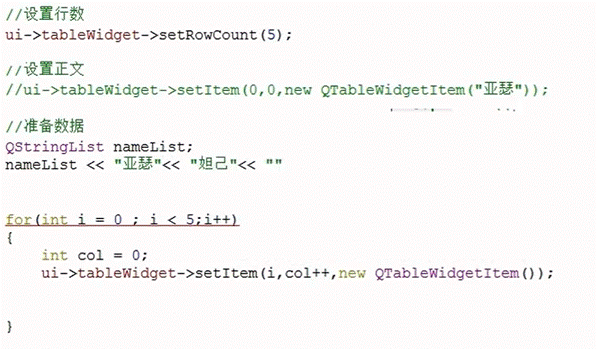 //设置行数
ui->tableWidget->setRowCount(5);
//设置正文
//ui->tableWidget->setItem(0,0,new QTableWidgetItem("亚瑟"));
//准备数据
QStringList nameList;
nameList << "亚瑟"<< "妲己"<< ""
for(int i = 0 ; i < 5;i++)
{
int col = 0;
ui->tableWidget->setItem(i,col++,new QTableWidgetItem());
}